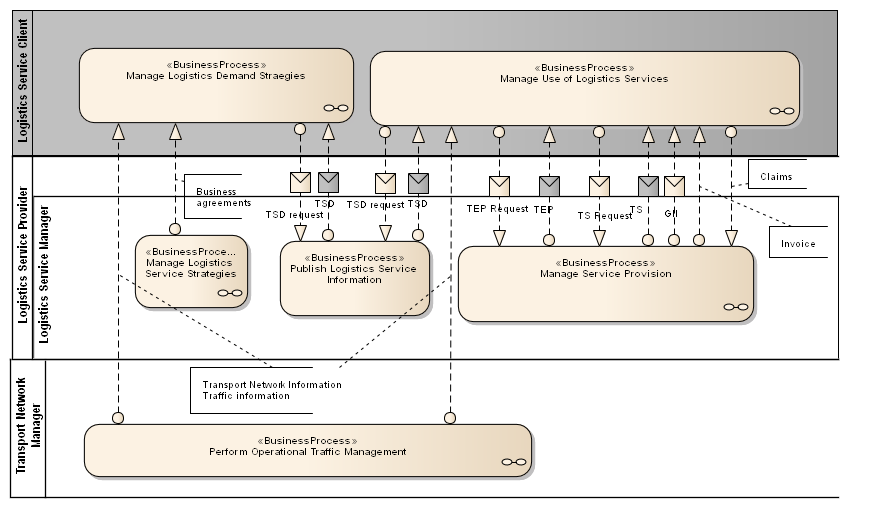 Logistics Service Client
«BusinessProcess»
Manage Logistics Demand Straegies
«BusinessProcess»
Manage Use of Logistics Services
Logistics Service Provider
Logistics Service Manager
Business
agreements
TSD request
TSD
TSD request
TSD
TEP Request
TEP
TS Request
TS
GII
Claims
Invoice
«BusinessProce...
Manage Logistics
Service Strategies
«BusinessProcess»
Publish Logistics Service
Information
«BusinessProcess»
Manage Service Provision
Transport Network
Manager
Transport Network Information
Traffic information
«BusinessProcess»
Perform Operational Traffic Management